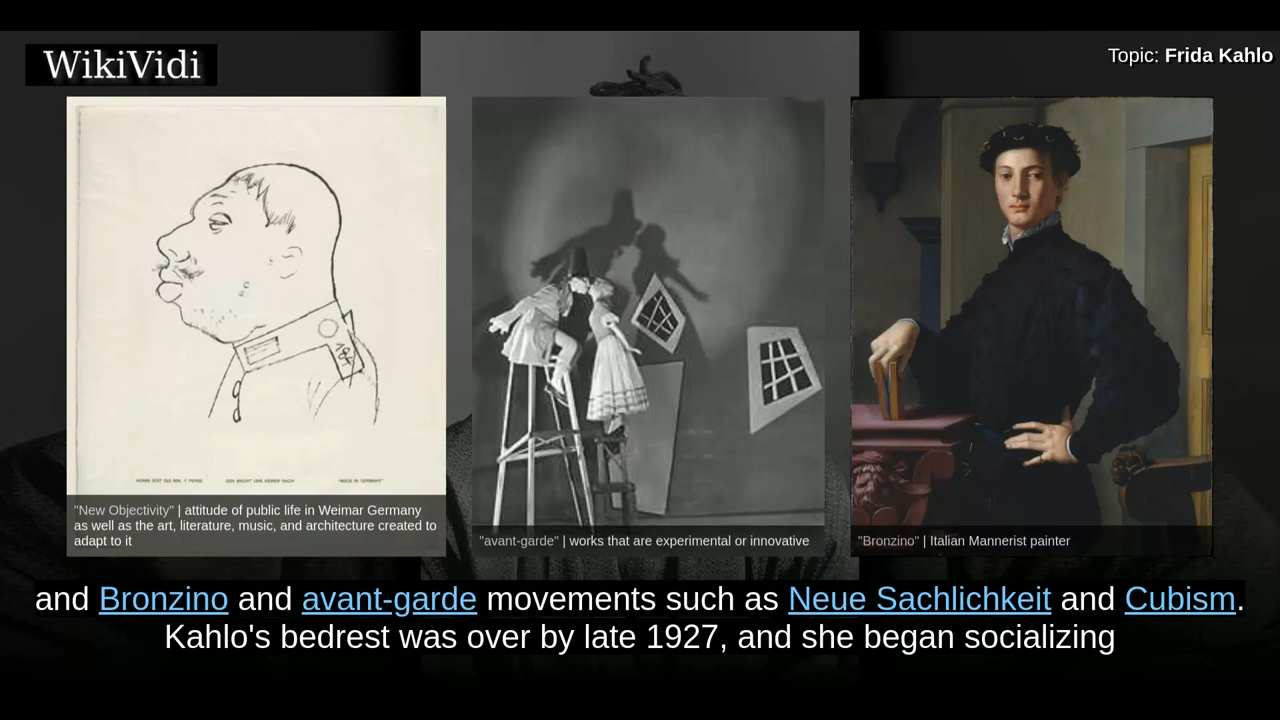 WikiVidi
Topic: Frida Kahlo
"MADE IN GERMANY"
"New Objectivity" | attitude of public life in Weimar Germany
as well as the art, literature, music, and architecture created to
adapt to it
"avant-garde" | works that are experimental or innovative
"Bronzino" | Italian Mannerist painter
and Bronzino and avant-garde movements such as Neue Sachlichkeit and Cubism.
Kahlo's bedrest was over by late 1927, and she began socializing